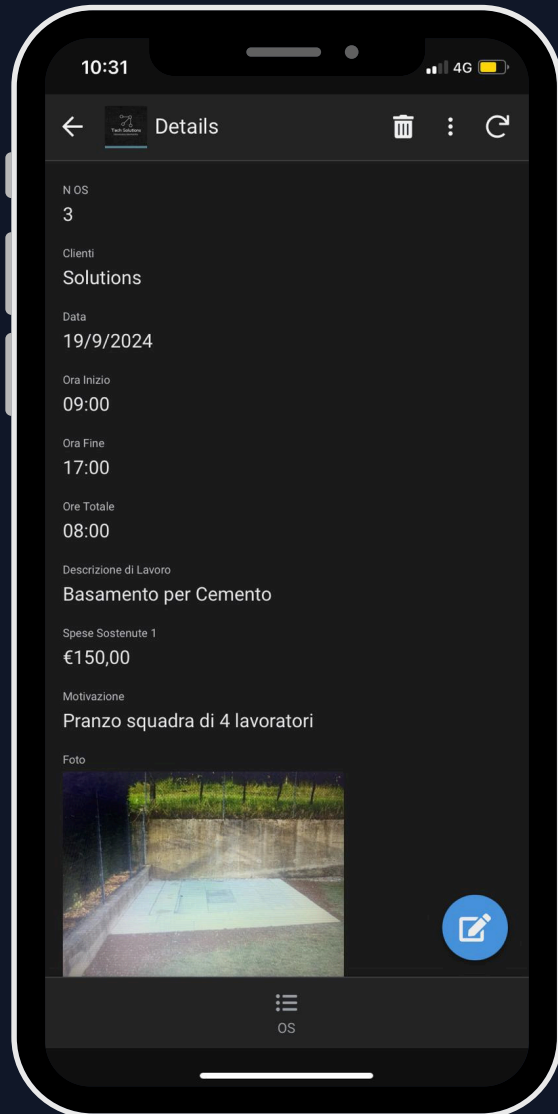 10:31
4G
Tech Solutions
Details
N OS
3
Clienti
Solutions
Data
19/9/2024
Ora Inizio
09:00
Ora Fine
17:00
Ore Totale
08:00
Descrizione di Lavoro
Basamento per Cemento
Spese Sostenute 1
€150,00
Motivazione
Pranzo squadra di 4 lavoratori
Foto
OS